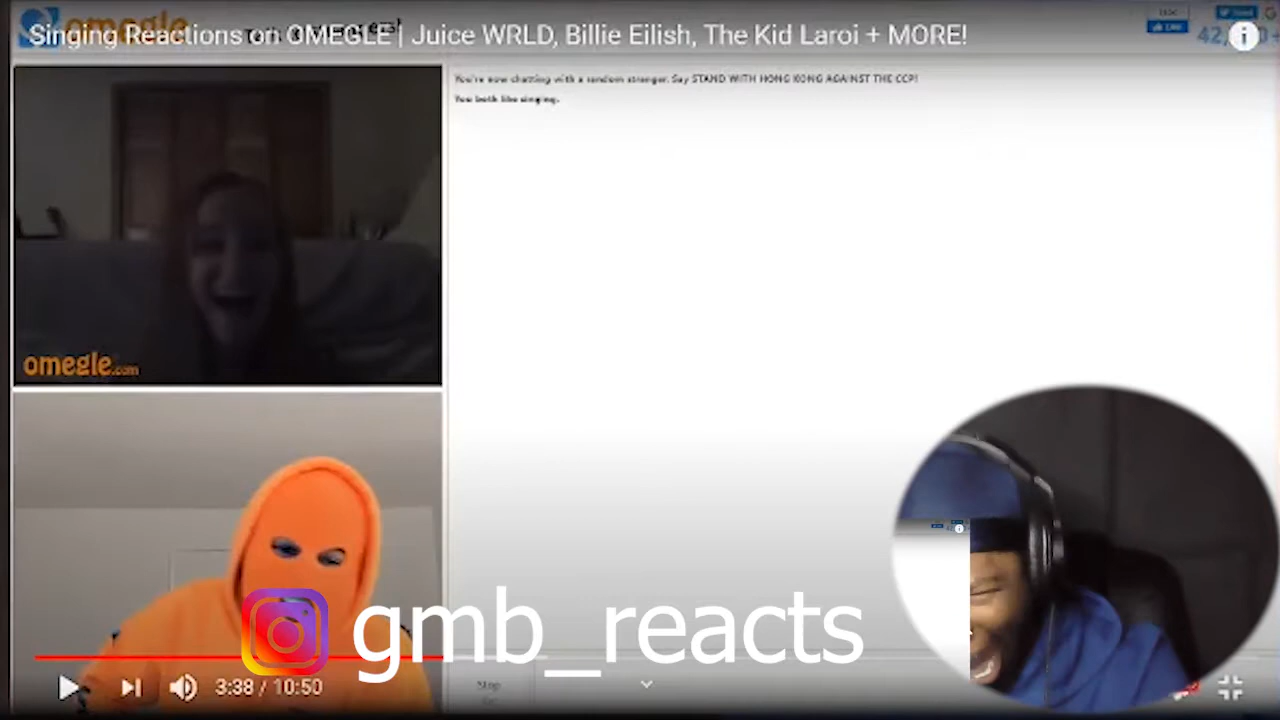 Singing Reactions on OMEGLE | Juice WRLD, Billie Eilish, The Kid Laroi + MORE!
omegle
You're now chatting with a random stranger. Say STAND WITH HONG KONG AGAINST THE CCP!
You both like singing.
omegle.com
gmb_reacts
3:38 / 10:50
Stop